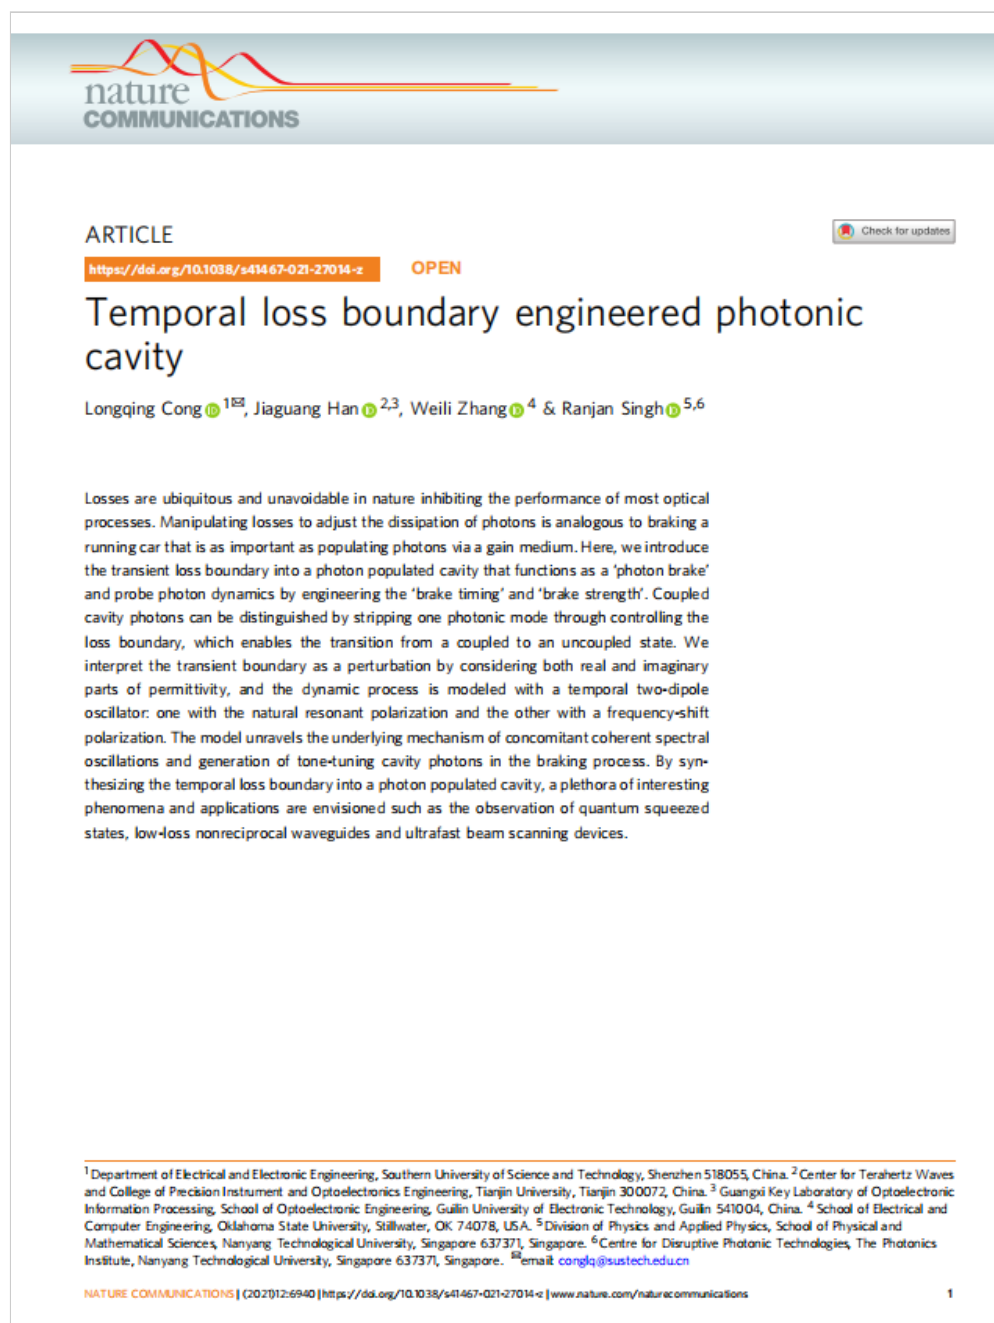 nature
COMMUNICATIONS
ARTICLE
Check for updates
https://doi.org/10.1038/s41467-021-27014-z
OPEN
Temporal loss boundary engineered photonic
cavity
Longqing Cong 1✉, Jiaguang Han 2,3, Weili Zhang 4 & Ranjan Singh 5,6
Losses are ubiquitous and unavoidable in nature inhibiting the performance of most optical
processes. Manipulating losses to adjust the dissipation of photons is analogous to braking a
running car that is as important as populating photons via a gain medium. Here, we introduce
the transient loss boundary into a photon populated cavity that functions as a ‘photon brake’
and probe photon dynamics by engineering the ‘brake timing’ and ‘brake strength’. Coupled
cavity photons can be distinguished by stripping one photonic mode through controlling the
loss boundary, which enables the transition from a coupled to an uncoupled state. We
interpret the transient boundary as a perturbation by considering both real and imaginary
parts of permittivity, and the dynamic process is modeled with a temporal two-dipole
oscillator: one with the natural resonant polarization and the other with a frequency-shift
polarization. The model unravels the underlying mechanism of concomitant coherent spectral
oscillations and generation of tone-tuning cavity photons in the braking process. By syn-
thesizing the temporal loss boundary into a photon populated cavity, a plethora of interesting
phenomena and applications are envisioned such as the observation of quantum squeezed
states, low-loss nonreciprocal waveguides and ultrafast beam scanning devices.
1 Department of Electrical and Electronic Engineering, Southern University of Science and Technology, Shenzhen 518055, China. 2 Center for Terahertz Waves
and College of Precision Instrument and Optoelectronics Engineering, Tianjin University, Tianjin 300072, China. 3 Guangxi Key Laboratory of Optoelectronic
Information Processing, School of Optoelectronic Engineering, Guilin University of Electronic Technology, Guilin 541004, China. 4 School of Electrical and
Computer Engineering, Oklahoma State University, Stillwater, OK 74078, USA. 5 Division of Physics and Applied Physics, School of Physical and
Mathematical Sciences, Nanyang Technological University, Singapore 637371, Singapore. 6 Centre for Disruptive Photonic Technologies, The Photonics
Institute, Nanyang Technological University, Singapore 637371, Singapore. ✉email: conglq@sustech.edu.cn
NATURE COMMUNICATIONS | (2021)12:6940 | https://doi.org/10.1038/s41467-021-27014-z | www.nature.com/naturecommunications 1